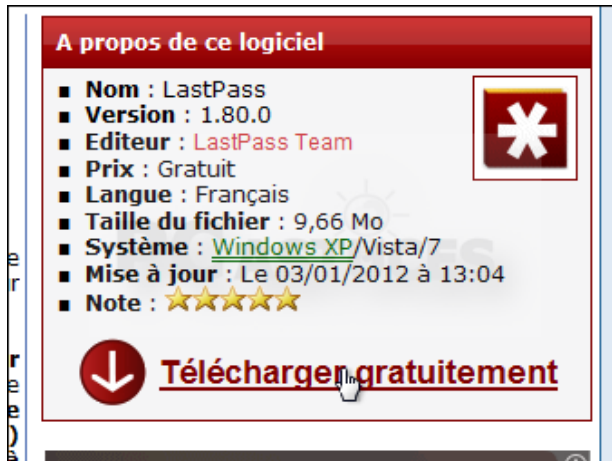 A propos de ce logiciel
Nom : LastPass
Version : 1.80.0
Editeur : LastPass Team
Prix : Gratuit
Langue : Français
Taille du fichier : 9,66 Mo
Système : Windows XP/Vista/7
Mise à jour : Le 03/01/2012 à 13:04
Note :
Télécharger gratuitement